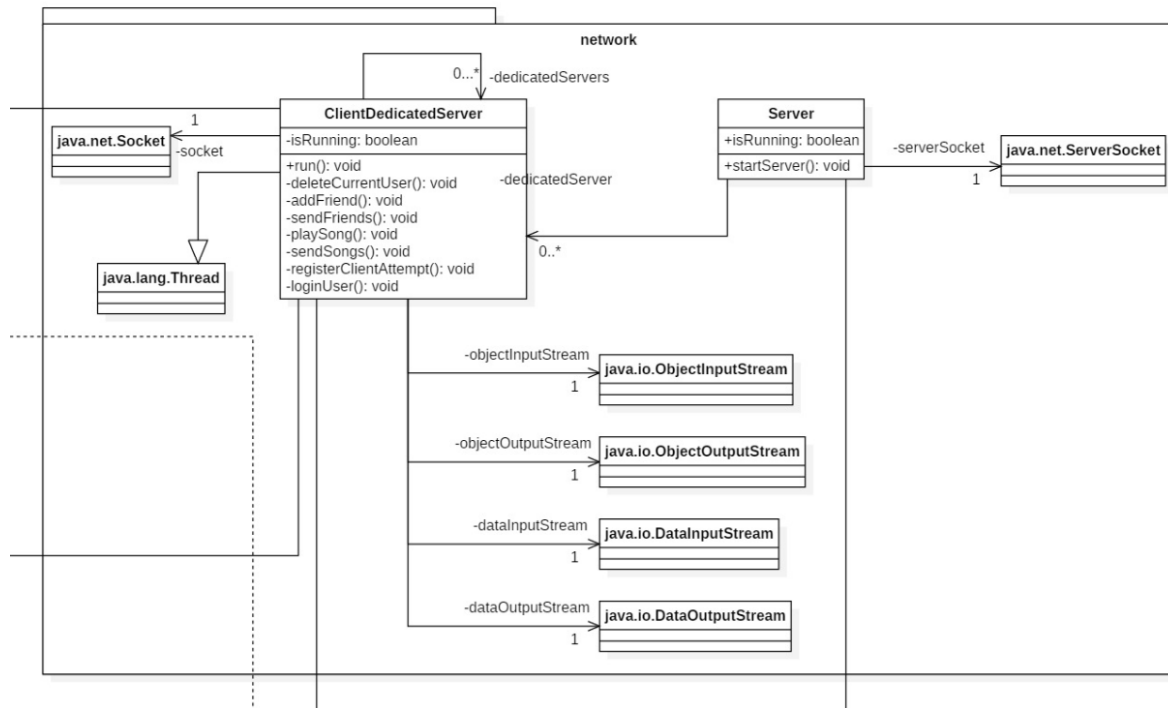 network
0...*
-dedicatedServers
ClientDedicatedServer
-isRunning: boolean
+run(): void
-deleteCurrentUser(): void
-addFriend(): void
-sendFriends(): void
-playSong(): void
-sendSongs(): void
-registerClientAttempt(): void
-loginUser(): void
1
java.net.Socket
-socket
java.lang.Thread
Server
+isRunning: boolean
+startServer(): void
-serverSocket
1
java.net.ServerSocket
-dedicatedServer
0..*
-objectInputStream
1
java.io.ObjectInputStream
-objectOutputStream
1
java.io.ObjectOutputStream
-dataInputStream
1
java.io.DataInputStream
-dataOutputStream
1
java.io.DataOutputStream